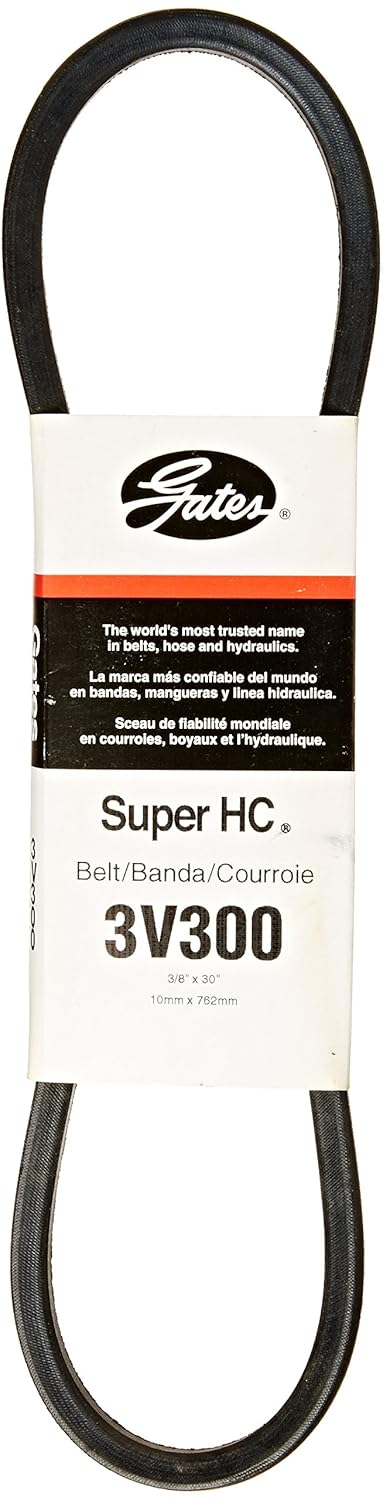 Gates ®
The world's most trusted name
in belts, hose and hydraulics.
La marca más confiable del mundo
en bandas, mangueras y linea hidraulica.
Sceau de fiabilité mondiale
en courroies, boyaux et l'hydraulique.
Super HC ®
Belt/Banda/Courroie
3V300
3/8" x 30"
10mm x 762mm
Gates
3V300